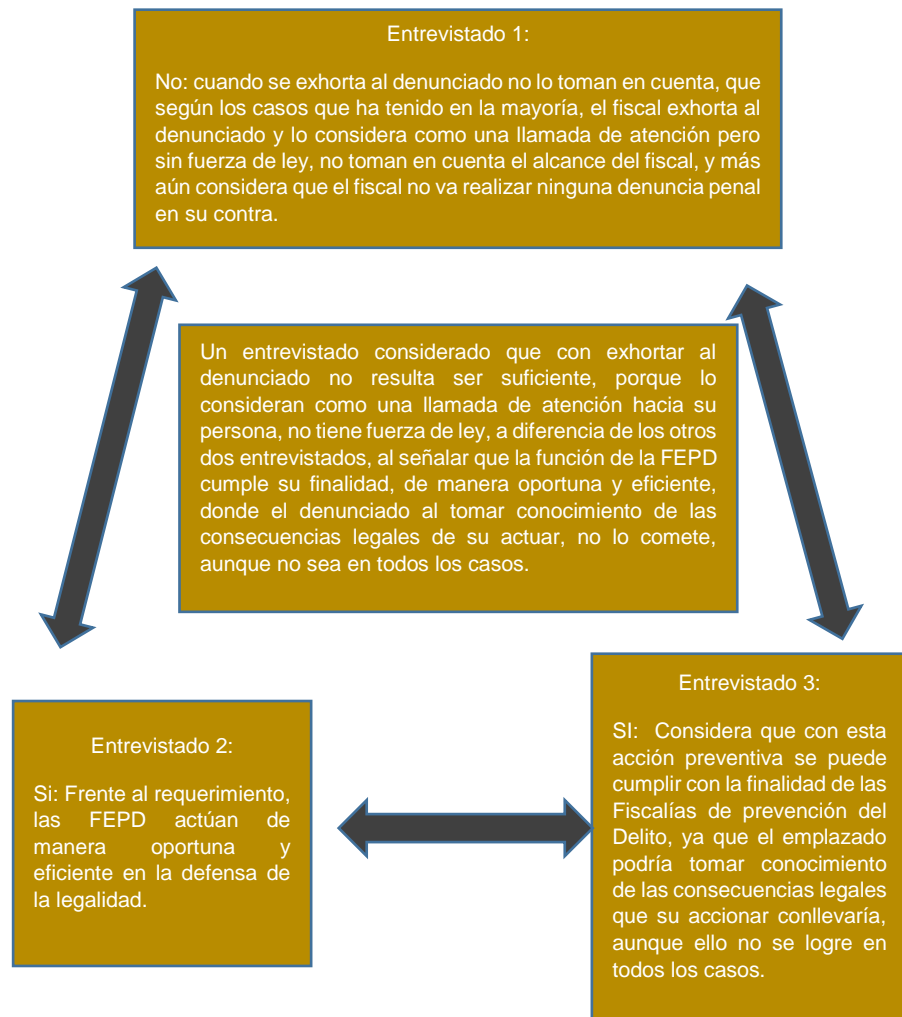 Entrevistado 1:
No: cuando se exhorta al denunciado no lo toman en cuenta, que
según los casos que ha tenido en la mayoría, el fiscal exhorta al
denunciado y lo considera como una llamada de atención pero
sin fuerza de ley, no toman en cuenta el alcance del fiscal, y más
aún considera que el fiscal no va realizar ninguna denuncia penal
en su contra.
Un entrevistado considerado que con exhortar al
denunciado no resulta ser suficiente, porque lo
consideran como una llamada de atención hacia su
persona, no tiene fuerza de ley, a diferencia de los otros
dos entrevistados, al señalar que la función de la FEPD
cumple su finalidad, de manera oportuna y eficiente,
donde el denunciado al tomar conocimiento de las
consecuencias legales de su actuar, no lo comete,
aunque no sea en todos los casos.
Entrevistado 2:
Si: Frente al requerimiento,
las FEPD actúan de
manera oportuna y
eficiente en la defensa de
la legalidad.
Entrevistado 3:
SI: Considera que con esta
acción preventiva se puede
cumplir con la finalidad de las
Fiscalías de prevención del
Delito, ya que el emplazado
podría tomar conocimiento
de las consecuencias legales
que su accionar conllevaría,
aunque ello no se logre en
todos los casos.